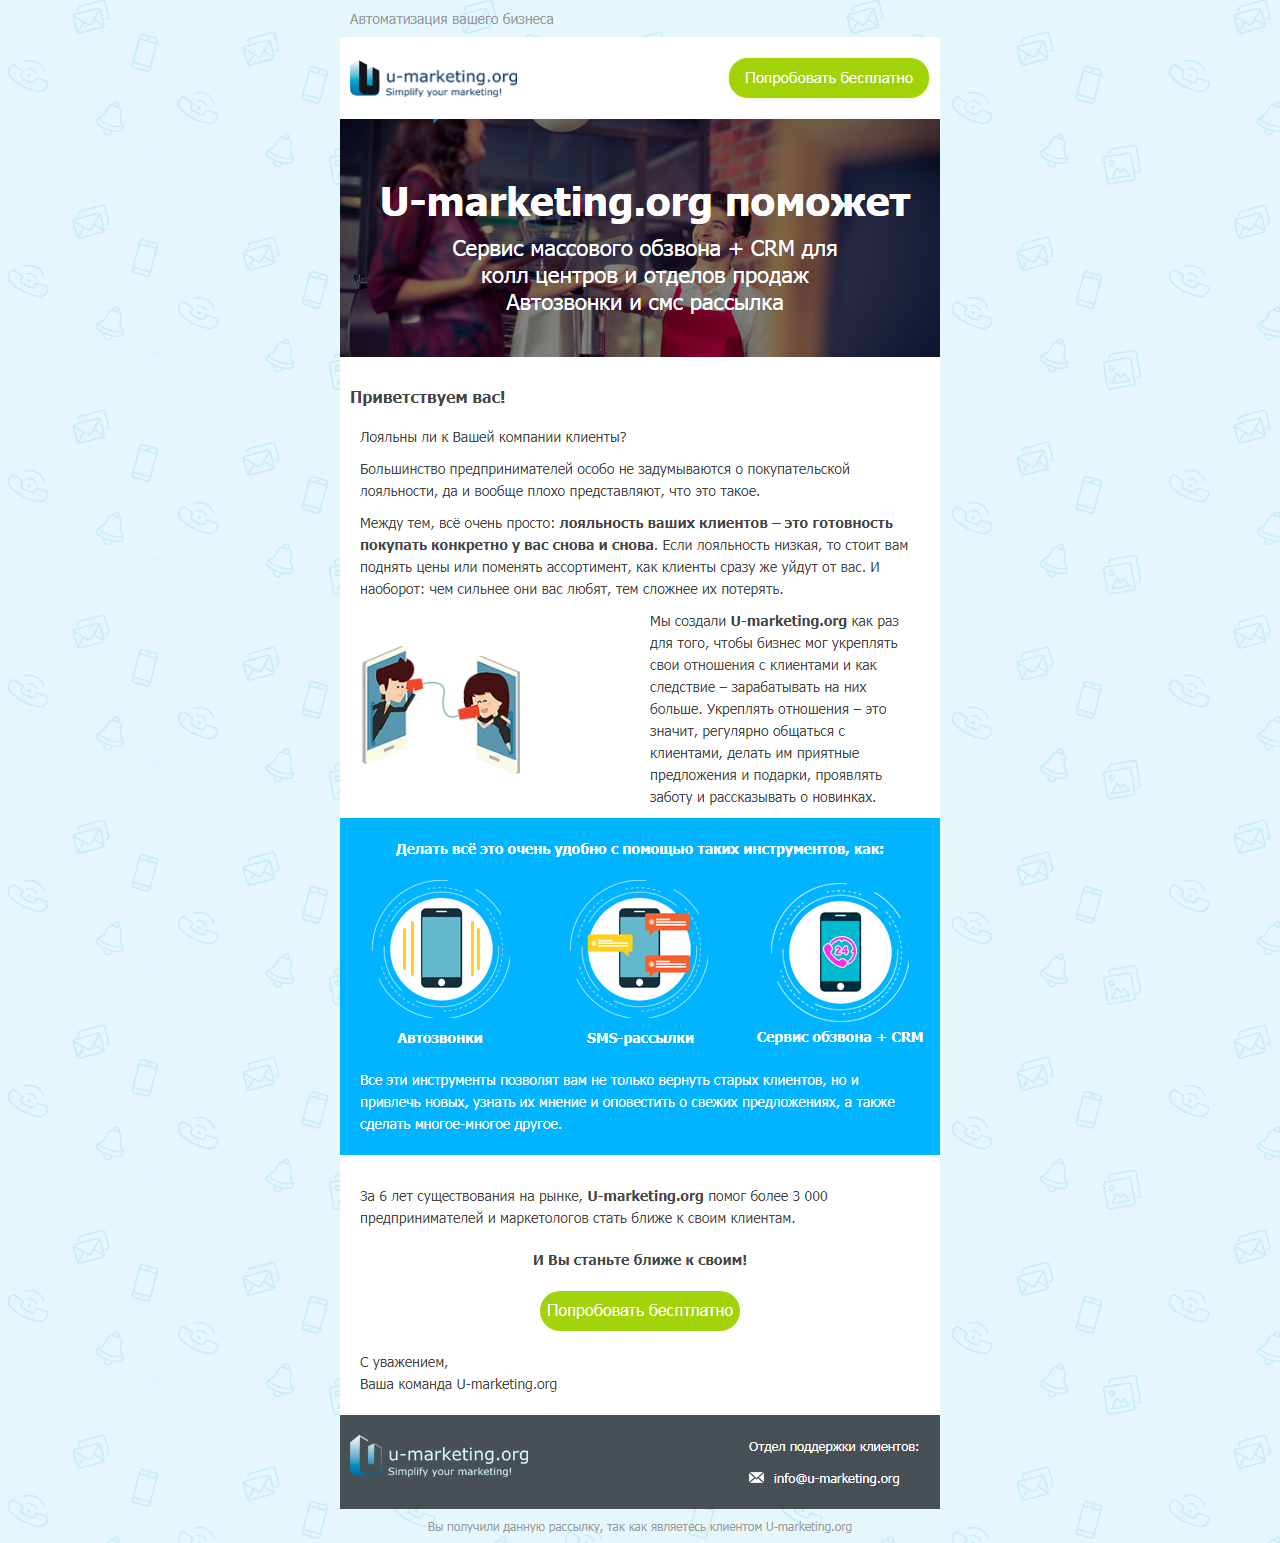 Автоматизация вашего бизнеса
u-marketing.org
Simplify your marketing!
Попробовать бесплатно
U-marketing.org поможет
Сервис массового обзвона + CRM для
колл центров и отделов продаж
Автозвонки и смс рассылка
Приветствуем вас!
Лояльны ли к Вашей компании клиенты?
Большинство предпринимателей особо не задумываются о покупательской
лояльности, да и вообще плохо представляют, что это такое.
Между тем, всё очень просто: лояльность ваших клиентов – это готовность
покупать конкретно у вас снова и снова. Если лояльность низкая, то стоит вам
поднять цены или поменять ассортимент, как клиенты сразу же уйдут от вас. И
наоборот: чем сильнее они вас любят, тем сложнее их потерять.
Мы создали U-marketing.org как раз
для того, чтобы бизнес мог укреплять
свои отношения с клиентами и как
следствие – зарабатывать на них
больше. Укреплять отношения – это
значит, регулярно общаться с
клиентами, делать им приятные
предложения и подарки, проявлять
заботу и рассказывать о новинках.
Делать всё это очень удобно с помощью таких инструментов, как:
24
Автозвонки
SMS-рассылки
Сервис обзвона + CRM
Все эти инструменты позволят вам не только вернуть старых клиентов, но и
привлечь новых, узнать их мнение и оповестить о свежих предложениях, а также
сделать многое-многое другое.
За 6 лет существования на рынке, U-marketing.org помог более 3 000
предпринимателей и маркетологов стать ближе к своим клиентам.
И Вы станьте ближе к своим!
Попробовать бесптлатно
С уважением,
Ваша команда U-marketing.org
u-marketing.org
Simplify your marketing!
Отдел поддержки клиентов:
info@u-marketing.org
Вы получили данную рассылку, так как являетесь клиентом U-marketing.org